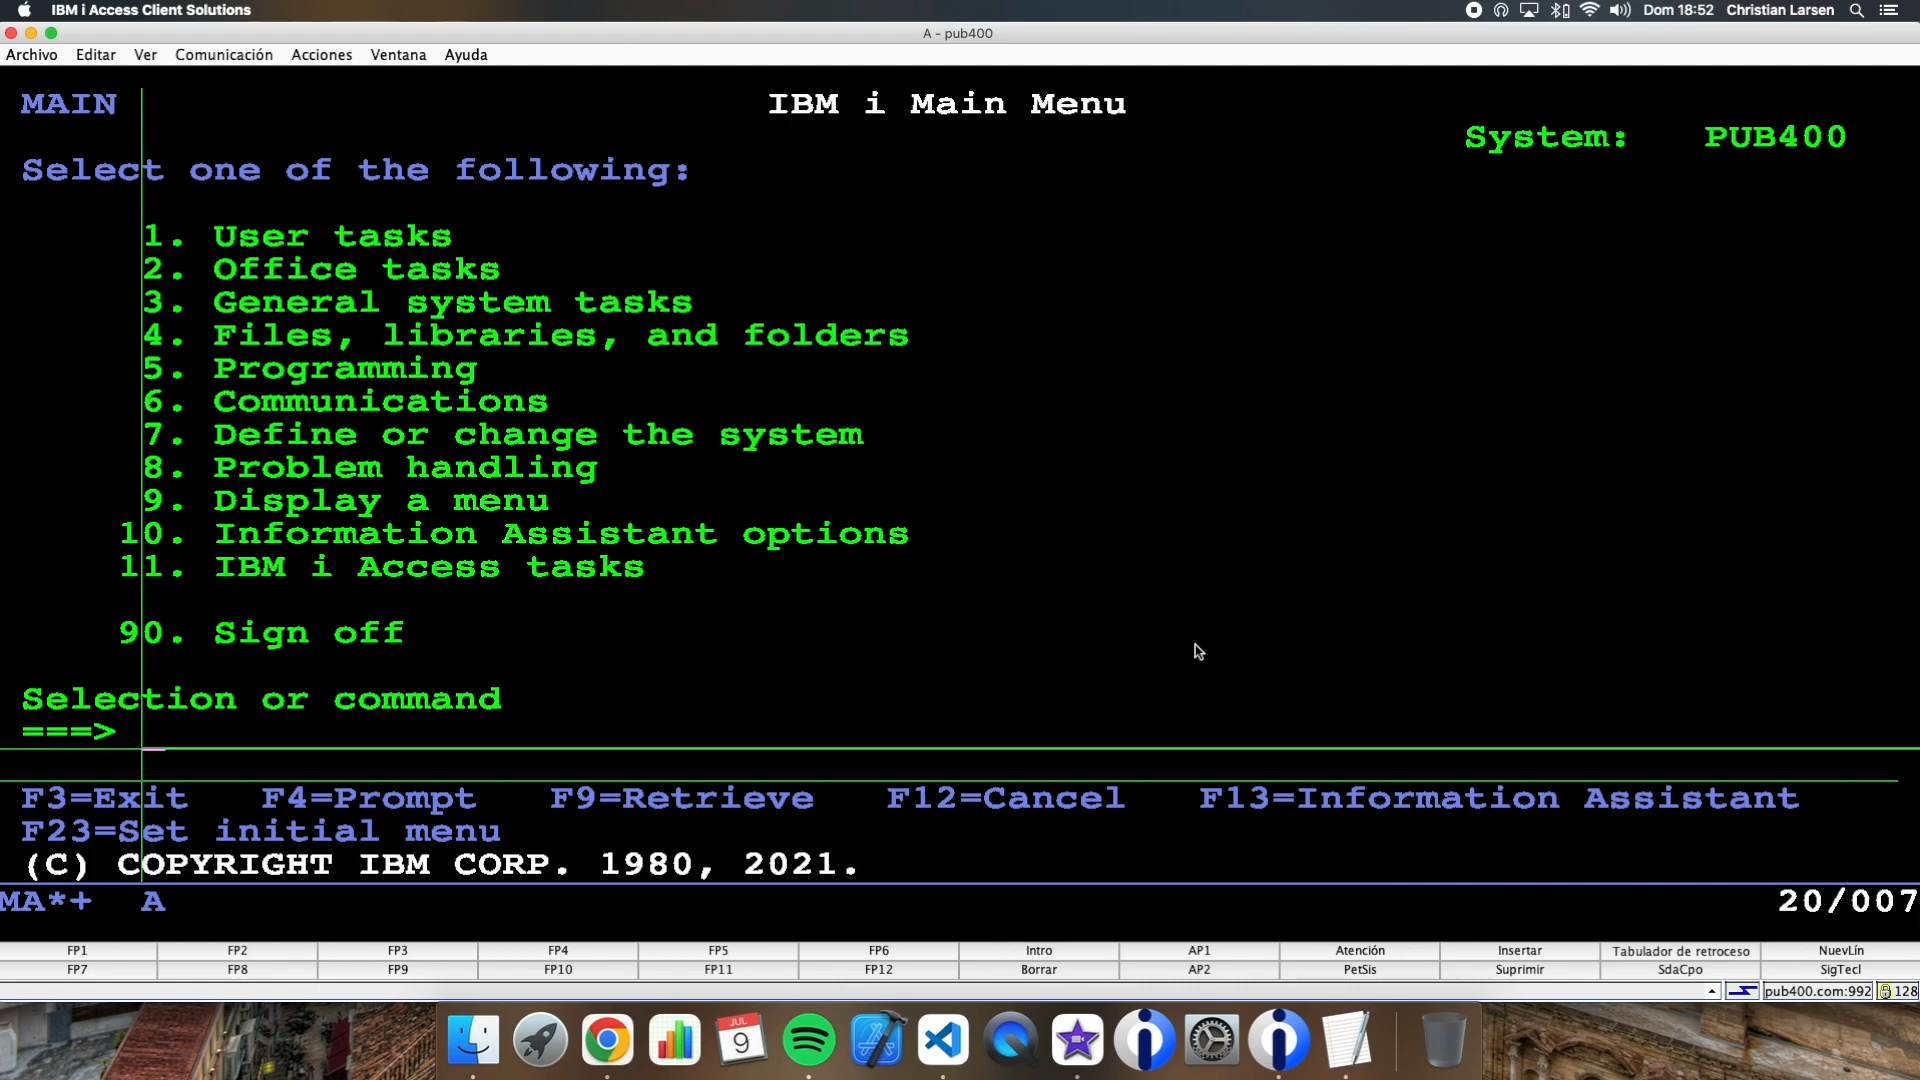 IBM i Access Client Solutions Dom 18:52 Christian Larsen
A - pub400
Archivo Editar Ver Comunicación Acciones Ventana Ayuda
MAIN IBM i Main Menu
System: PUB400
Select one of the following:
1. User tasks
2. Office tasks
3. General system tasks
4. Files, libraries, and folders
5. Programming
6. Communications
7. Define or change the system
8. Problem handling
9. Display a menu
10. Information Assistant options
11. IBM i Access tasks
90. Sign off
Selection or command
===>
F3=Exit F4=Prompt F9=Retrieve F12=Cancel F13=Information Assistant
F23=Set initial menu
(C) COPYRIGHT IBM CORP. 1980, 2021.
MA*+ A 20/007
FP1 FP2 FP3 FP4 FP5 FP6 Intro AP1 Atención Insertar Tabulador de retroceso NuevLín
FP7 FP8 FP9 FP10 FP11 FP12 Borrar AP2 PetSis Suprimir SdaCpo SigTecl
pub400.com:992 128
JUL
9